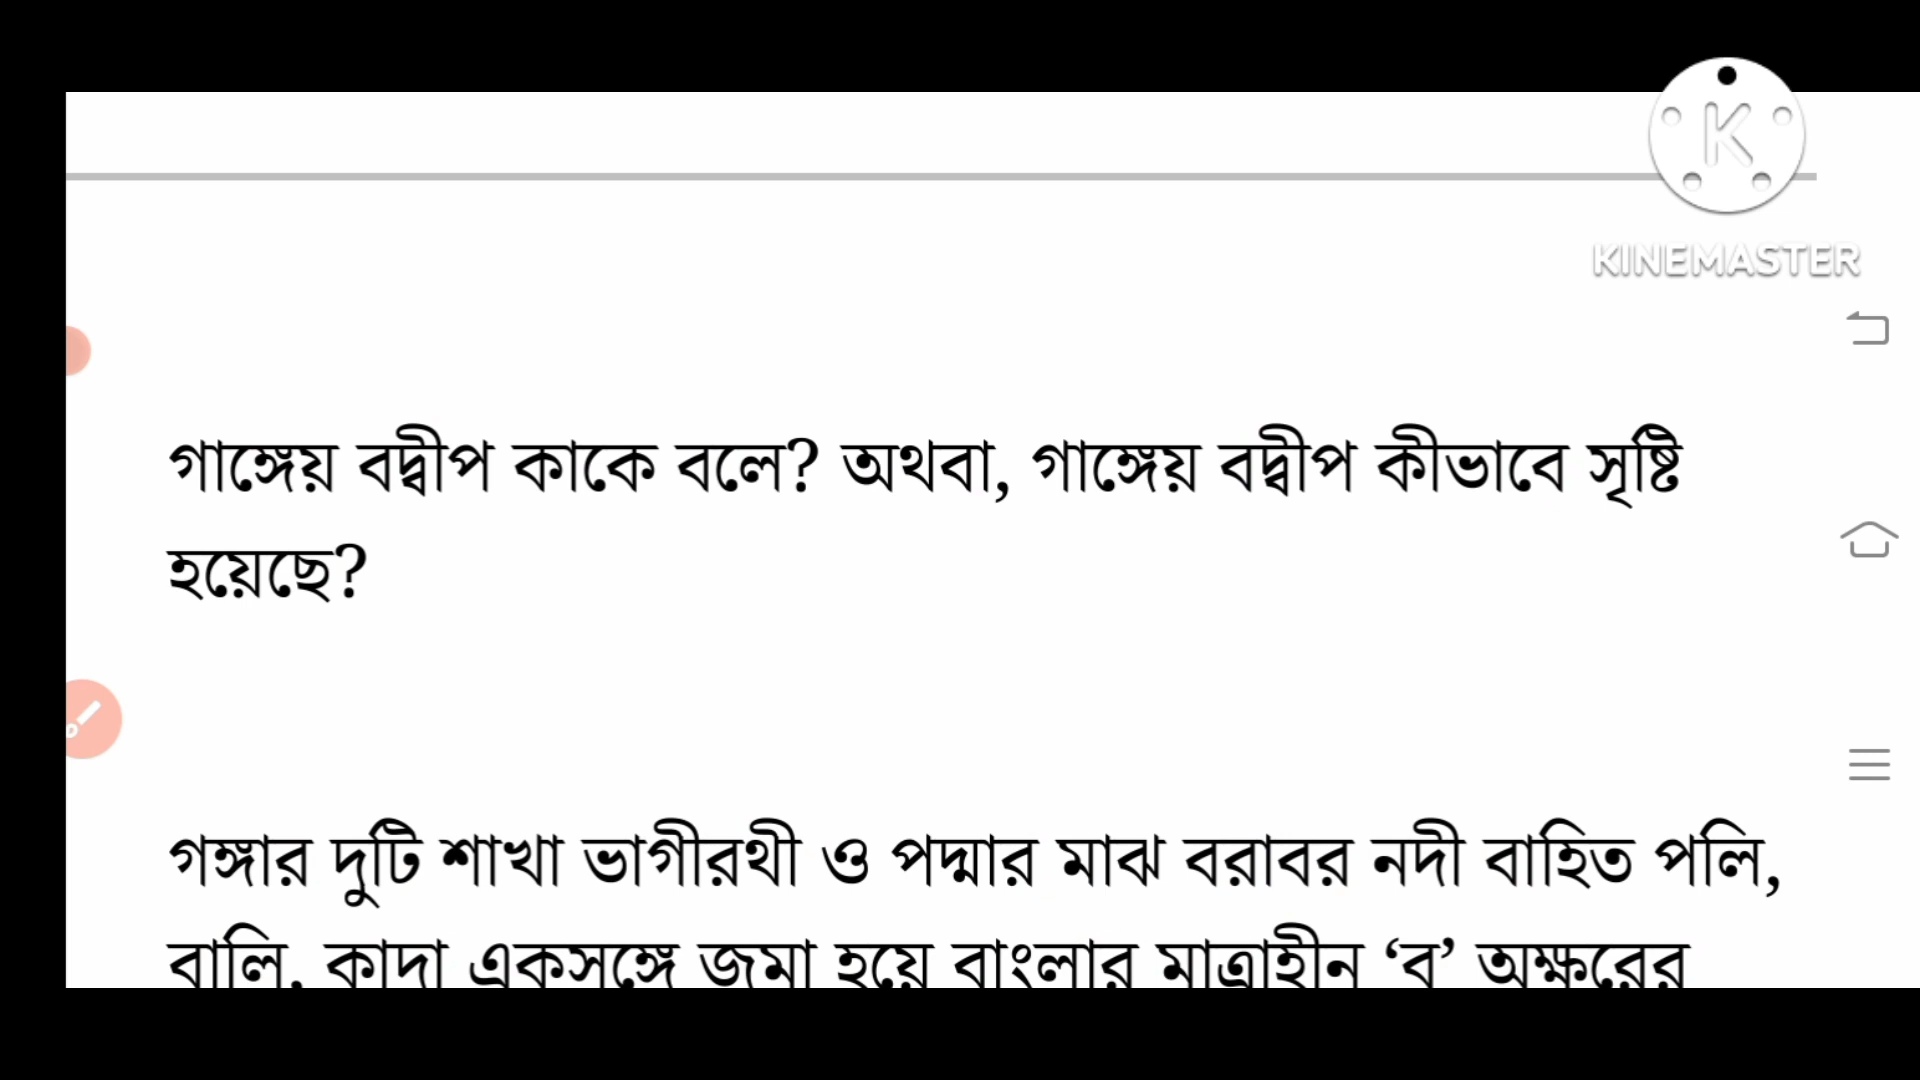 K
KINEMASTER
গাঙ্গেয় বদ্বীপ কাকে বলে? অথবা, গাঙ্গেয় বদ্বীপ কীভাবে সৃষ্টি
হয়েছে?
গঙ্গার দুটি শাখা ভাগীরথী ও পদ্মার মাঝ বরাবর নদী বাহিত পলি,
বালি, কাদা একসঙ্গে জমা হয়ে বাংলার মাত্রাহীন ‘ব’ অক্ষরের